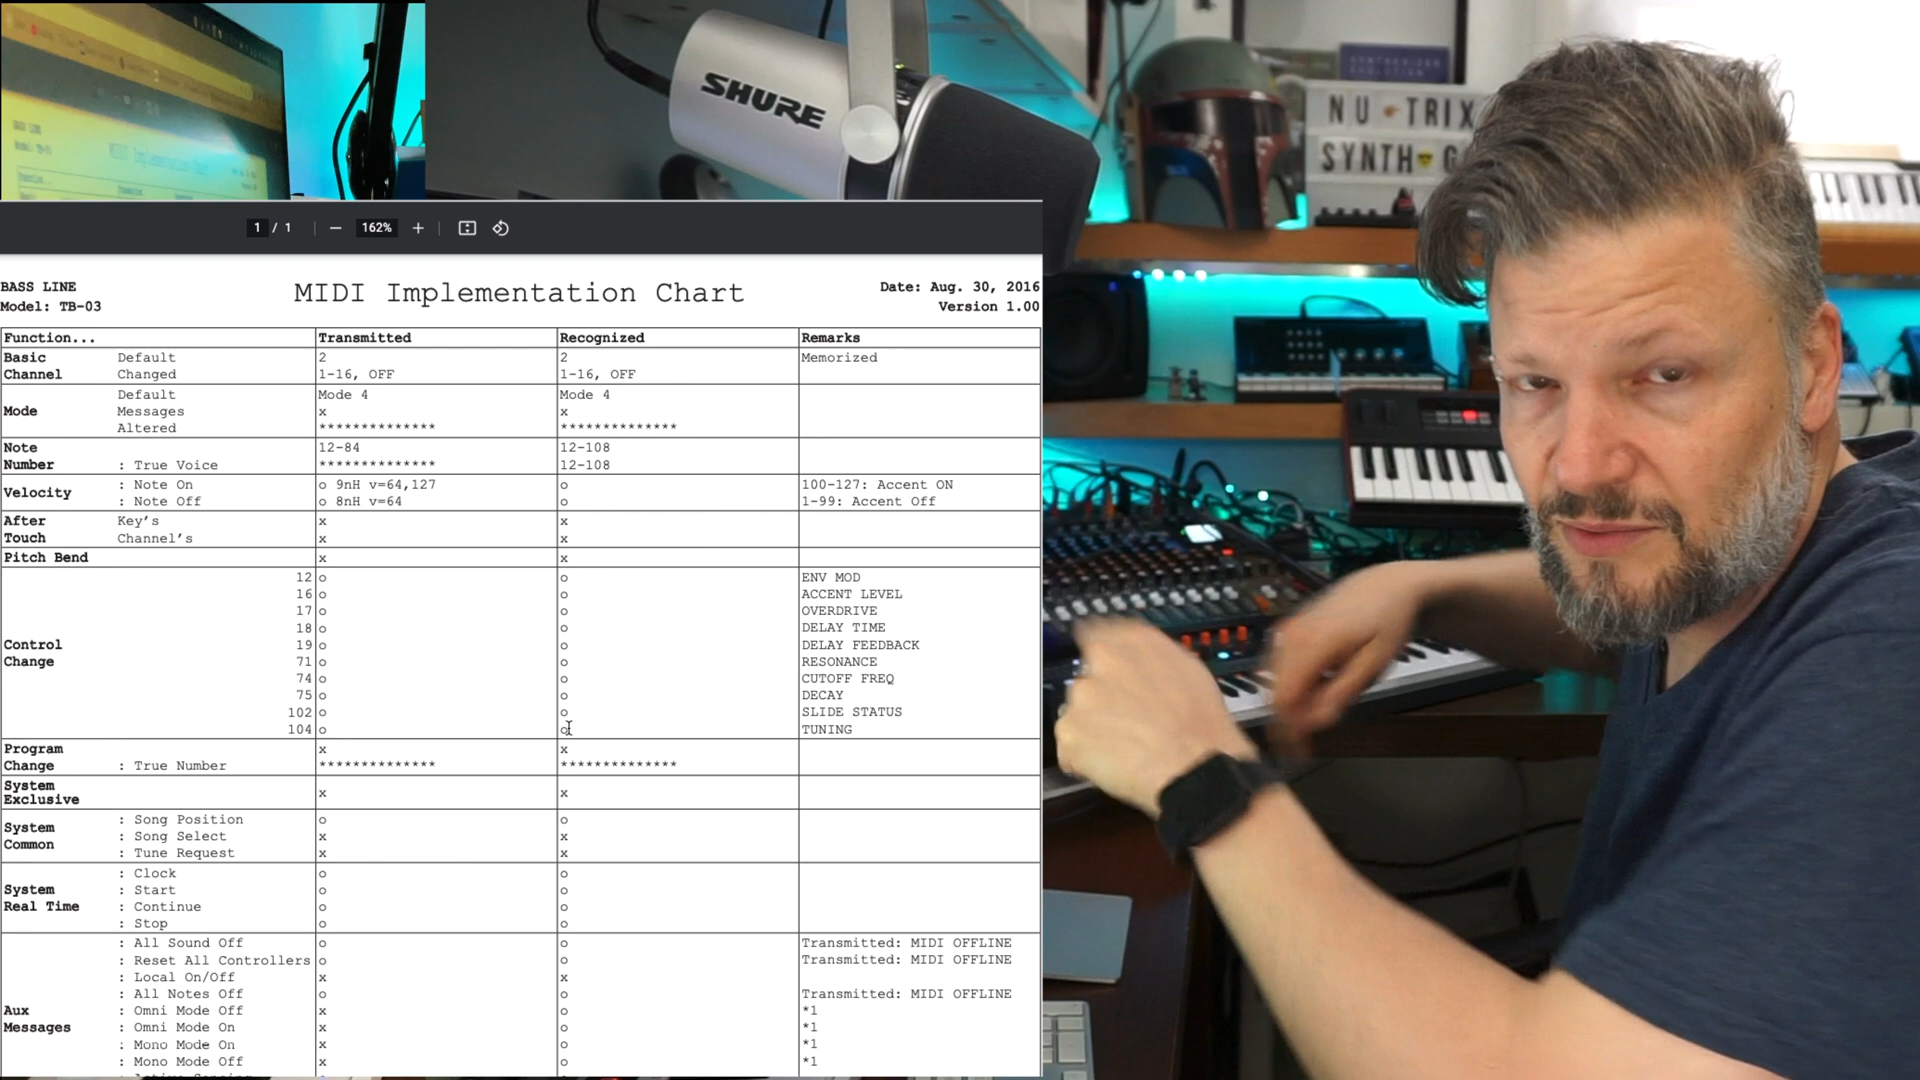 SHURE
NU TRIX
SYNTH G
SYNTHESIZER
EVOLUTION
1 / 1 162%
BASS LINE
Model: TB-03
MIDI Implementation Chart
Date: Aug. 30, 2016
Version 1.00
Function... Transmitted Recognized Remarks
Basic Default 2 2 Memorized
Channel Changed 1-16, OFF 1-16, OFF
Default Mode 4 Mode 4
Mode Messages x x
Altered ************** **************
Note 12-84 12-108
Number : True Voice ************** 12-108
Velocity : Note On o 9nH v=64,127 o 100-127: Accent ON
: Note Off o 8nH v=64 o 1-99: Accent Off
After Key's x x
Touch Channel's x x
Pitch Bend x x
Control
Change
12 o o ENV MOD
16 o o ACCENT LEVEL
17 o o OVERDRIVE
18 o o DELAY TIME
19 o o DELAY FEEDBACK
71 o o RESONANCE
74 o o CUTOFF FREQ
75 o o DECAY
102 o o SLIDE STATUS
104 o o TUNING
Program x x
Change : True Number ************** **************
System
Exclusive x x
System
Common
: Song Position o o
: Song Select x x
: Tune Request x x
System
Real Time
: Clock o o
: Start o o
: Continue o o
: Stop o o
Aux
Messages
: All Sound Off o o Transmitted: MIDI OFFLINE
: Reset All Controllers o o Transmitted: MIDI OFFLINE
: Local On/Off x x
: All Notes Off o o Transmitted: MIDI OFFLINE
: Omni Mode Off x o *1
: Omni Mode On x o *1
: Mono Mode On x o *1
: Mono Mode Off x o *1